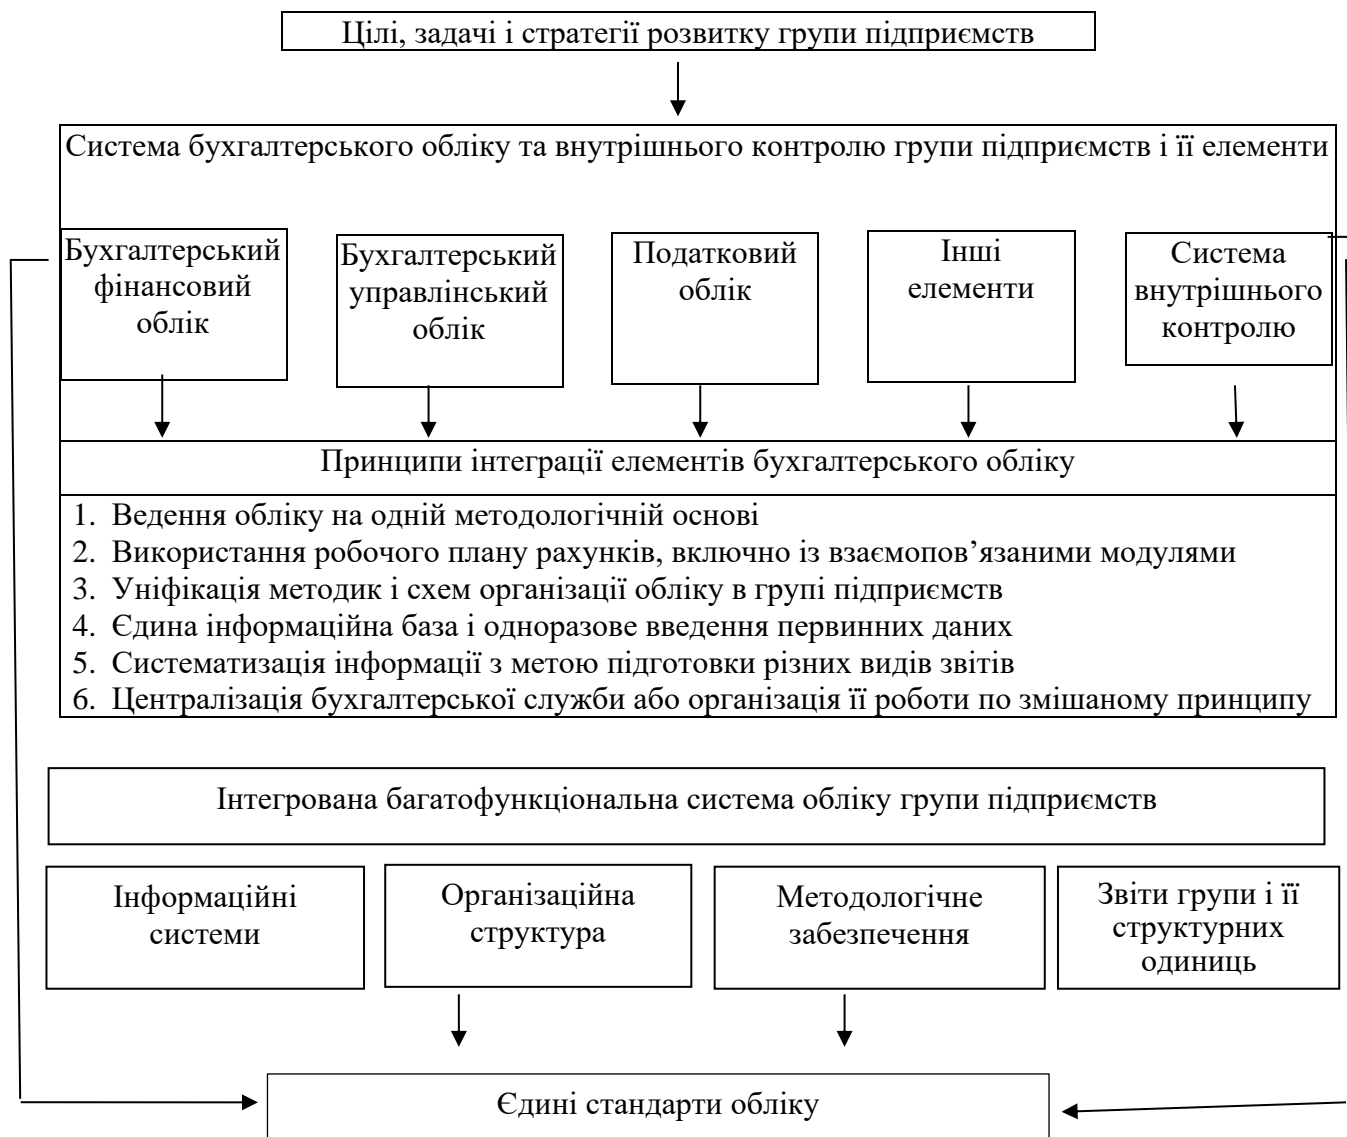 Цілі, задачі і стратегії розвитку групи підприємств
Система бухгалтерського обліку та внутрішнього контролю групи підприємств і її елементи
Бухгалтерський
фінансовий
облік
Бухгалтерський
управлінський
облік
Податковий
облік
Інші
елементи
Система
внутрішнього
контролю
Принципи інтеграції елементів бухгалтерського обліку
1. Ведення обліку на одній методологічній основі
2. Використання робочого плану рахунків, включно із взаємопов’язаними модулями
3. Уніфікація методик і схем організації обліку в групі підприємств
4. Єдина інформаційна база і одноразове введення первинних даних
5. Систематизація інформації з метою підготовки різних видів звітів
6. Централізація бухгалтерської служби або організація її роботи по змішаному принципу
Інтегрована багатофункціональна система обліку групи підприємств
Інформаційні
системи
Організаційна
структура
Методологічне
забезпечення
Звіти групи і її
структурних
одиниць
Єдині стандарти обліку